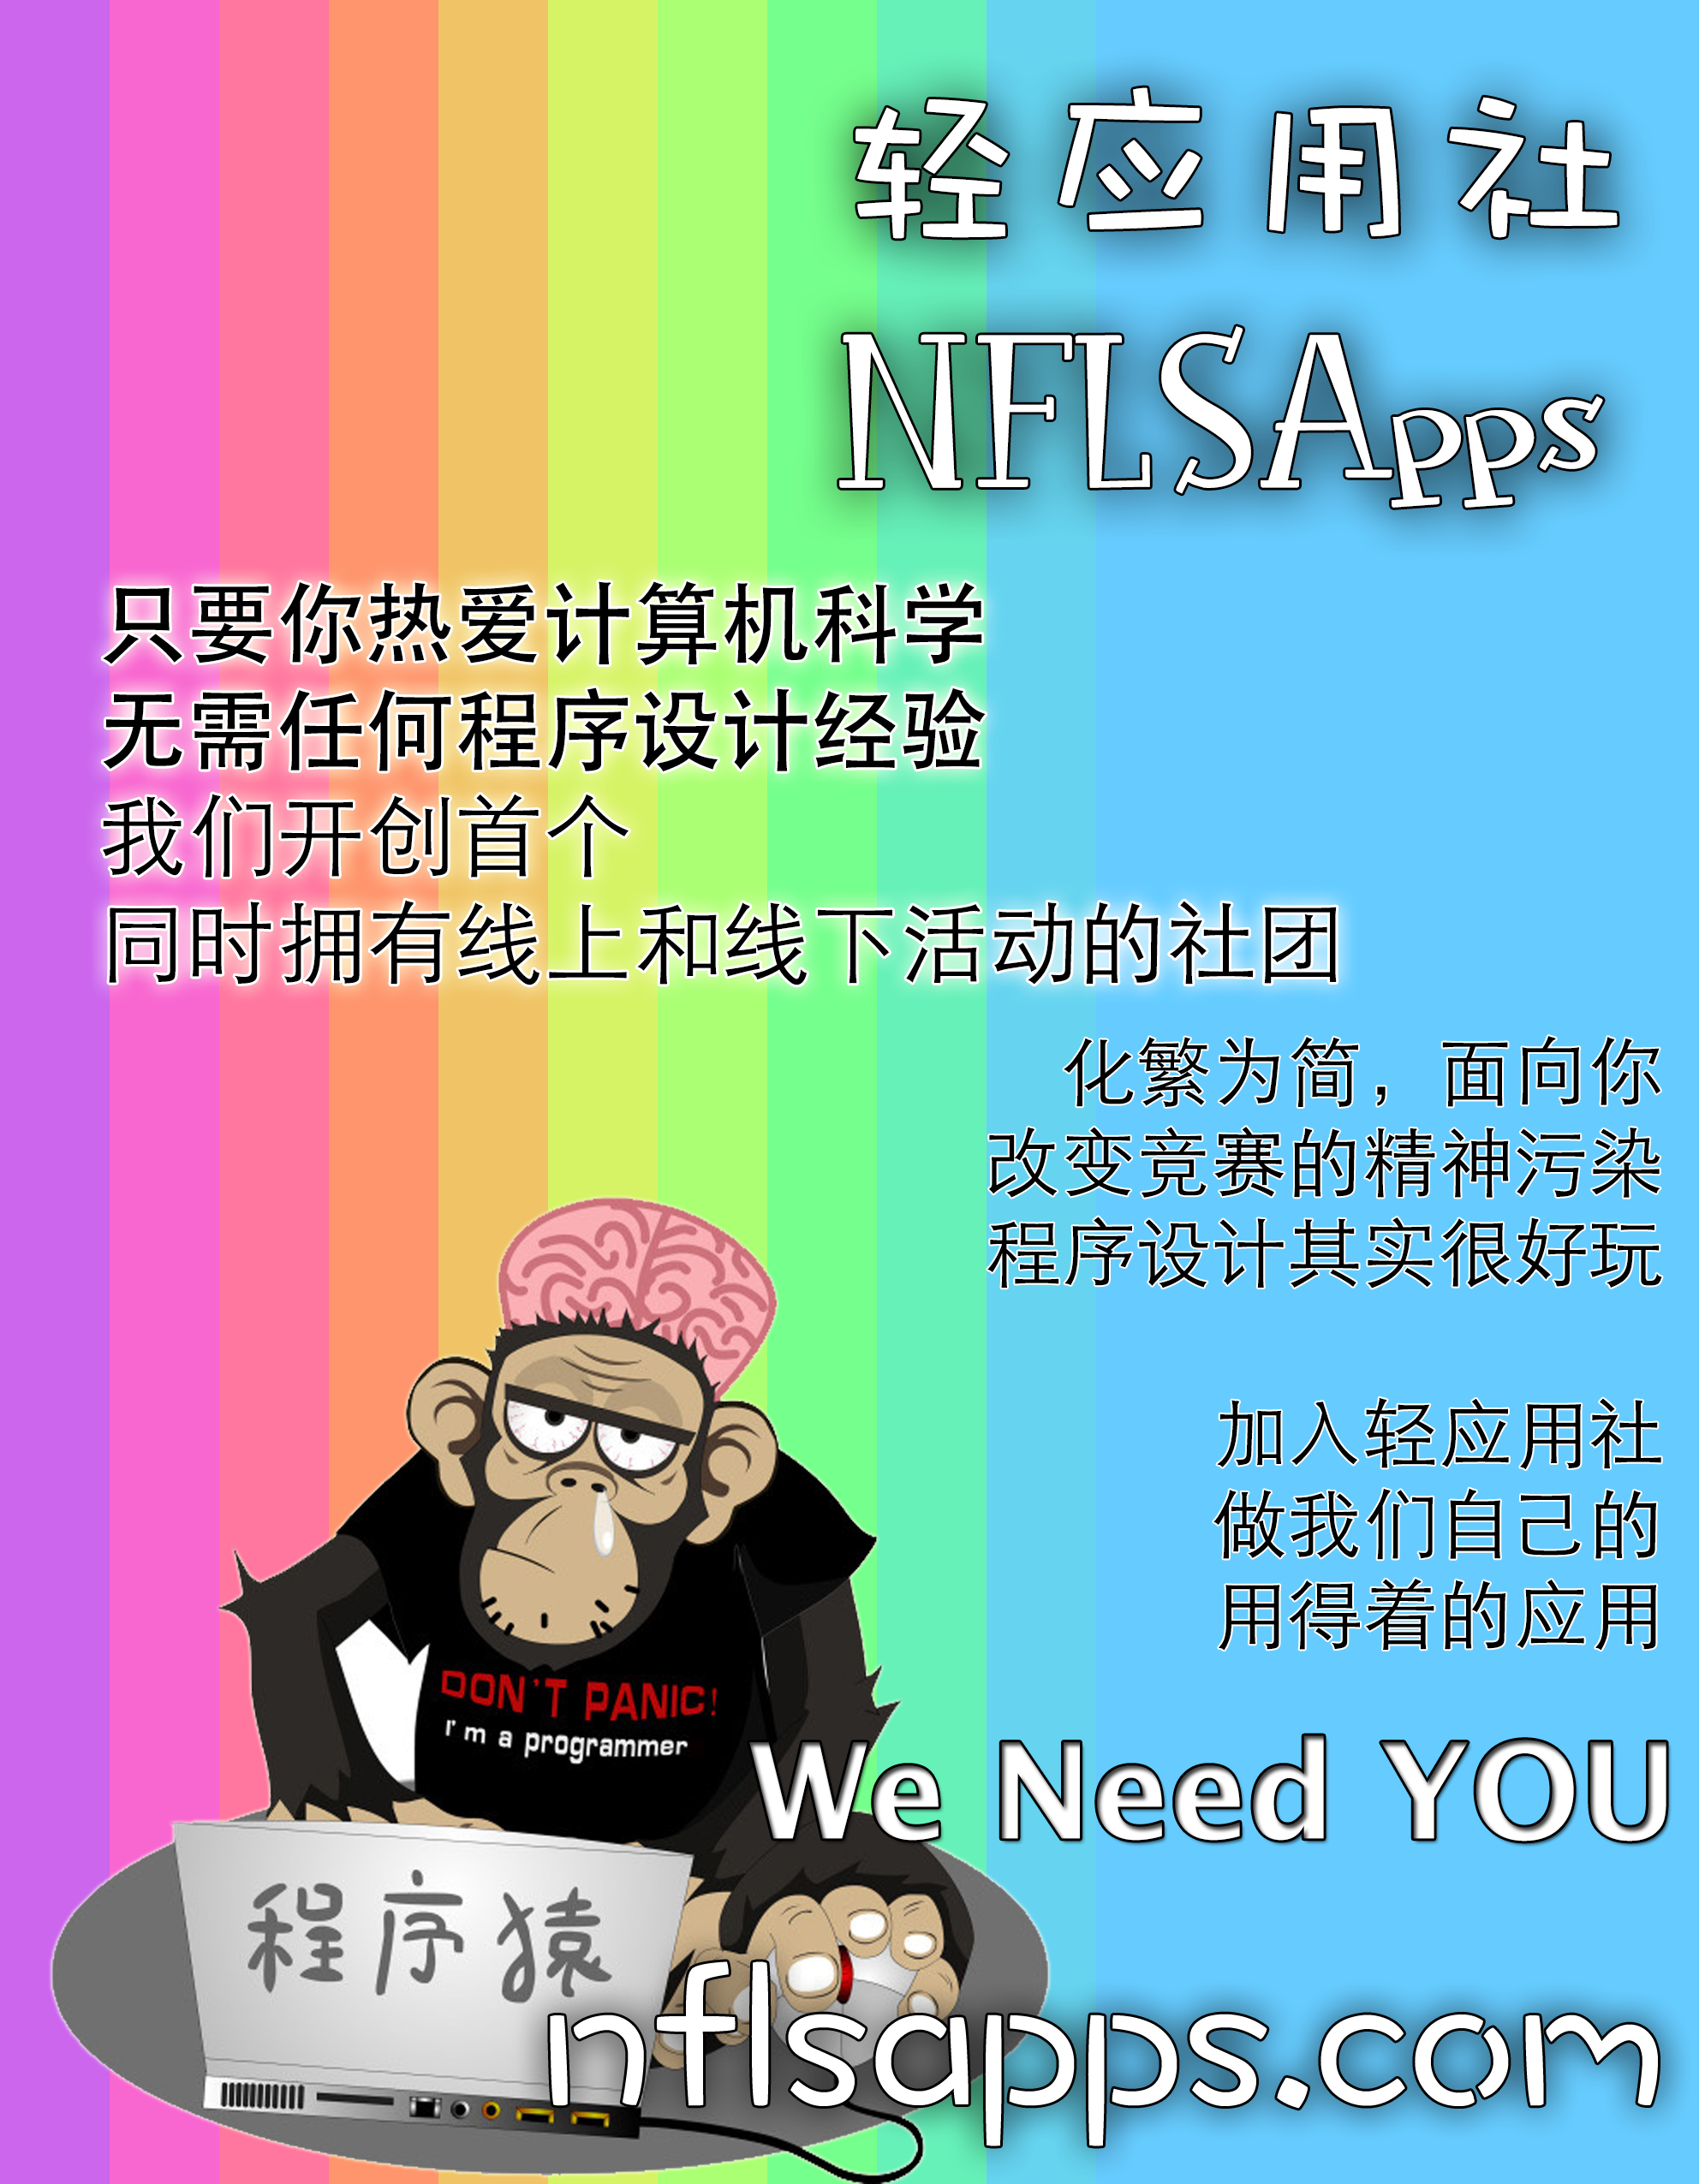 轻应用社
NFLSApps
只要你热爱计算机科学
无需任何程序设计经验
我们开创首个
同时拥有线上和线下活动的社团
化繁为简，面向你
改变竞赛的精神污染
程序设计其实很好玩
加入轻应用社
做我们自己的
用得着的应用
DON'T PANIC!
I'm a programmer
We Need YOU
程序猿
nflsapps.com